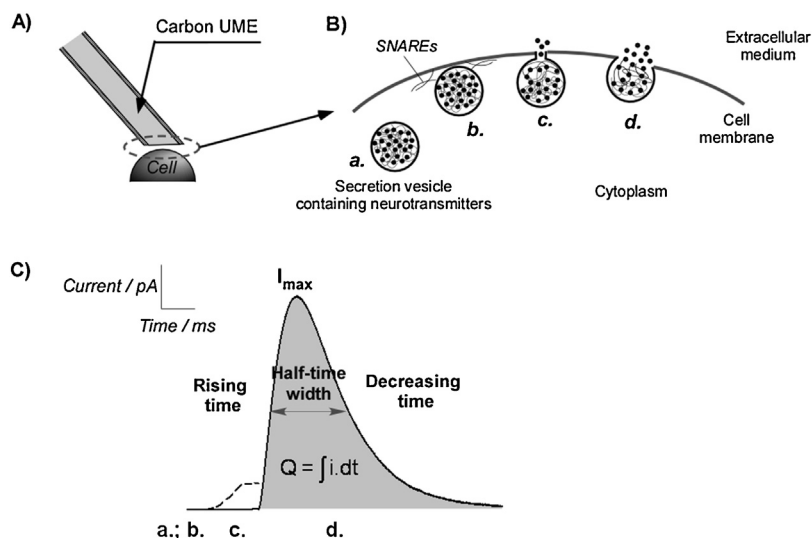 A)
Carbon UME
Cell
B)
SNAREs
Extracellular
medium
a.
b.
c.
d.
Cell
membrane
Secretion vesicle
containing neurotransmitters
Cytoplasm
C)
Current / pA
Time / ms
Imax
Rising
time
Half-time
width
Decreasing
time
Q = ∫ i.dt
a.; b. c. d.